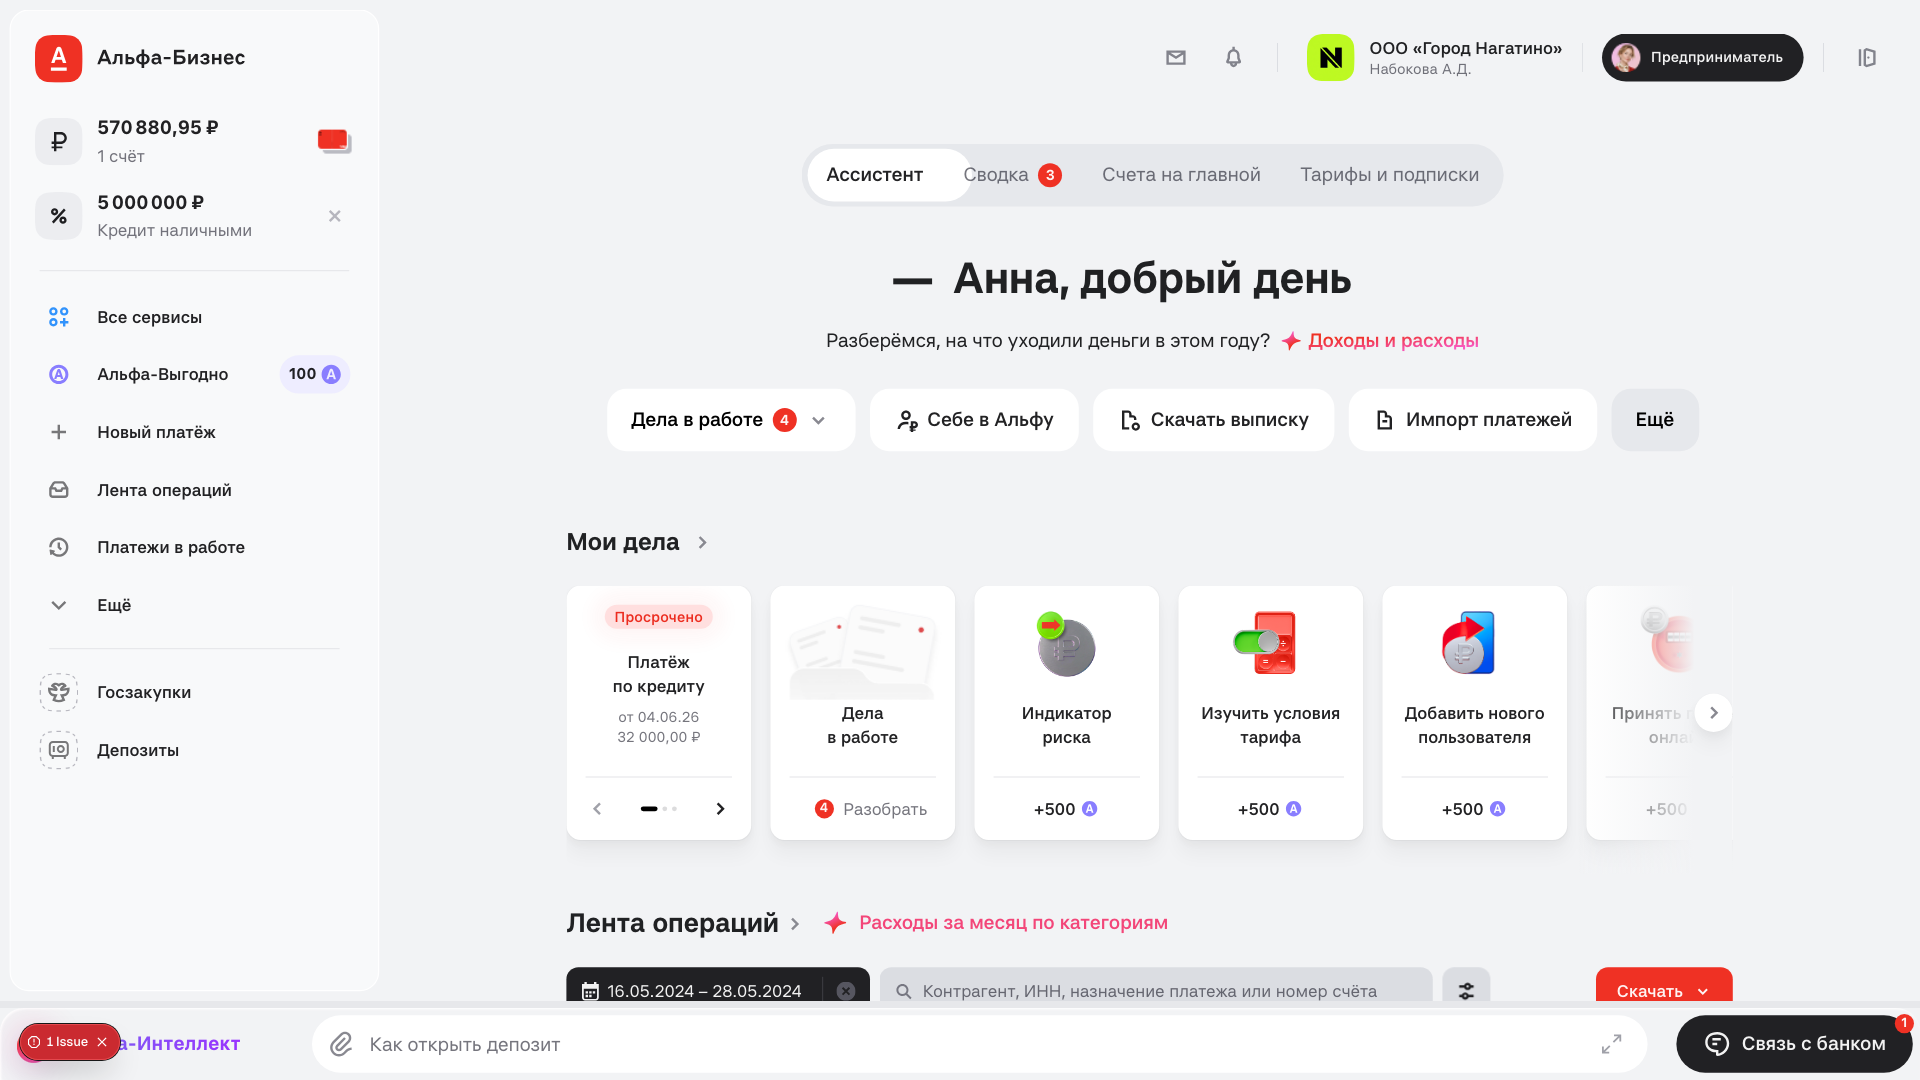 Альфа-Бизнес
570 880,95 ₽
1 счёт
5 000 000 ₽
Кредит наличными
Все сервисы
Альфа-Выгодно
100
Новый платёж
Лента операций
Платежи в работе
Ещё
Госзакупки
Депозиты
ООО «Город Нагатино»
Набокова А.Д.
Предприниматель
Ассистент
Сводка 3
Счета на главной
Тарифы и подписки
— Анна, добрый день
Разберёмся, на что уходили деньги в этом году? Доходы и расходы
Дела в работе 4
Себе в Альфу
Скачать выписку
Импорт платежей
Ещё
Мои дела
Просрочено
Платёж
по кредиту
от 04.06.26
32 000,00 ₽
Дела
в работе
4 Разобрать
Индикатор
риска
+500
Изучить условия
тарифа
+500
Добавить нового
пользователя
+500
Принять
+500
Лента операций
Расходы за месяц по категориям
16.05.2024 – 28.05.2024
Контрагент, ИНН, назначение платежа или номер счёта
Скачать
1 Issue
а-Интеллект
Как открыть депозит
Связь с банком
1